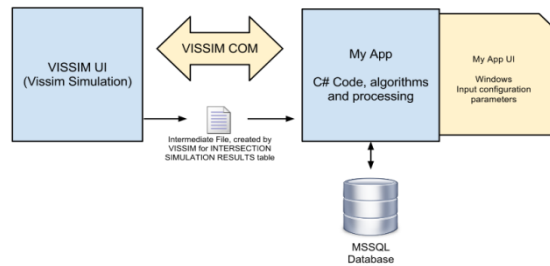 VISSIM UI
(Vissim Simulation)
VISSIM COM
My App
C# Code, algorithms
and processing
My App UI
Windows
Input configuration
parameters
Intermediate File, created by
VISSIM for INTERSECTION
SIMULATION RESULTS table
MSSQL
Database